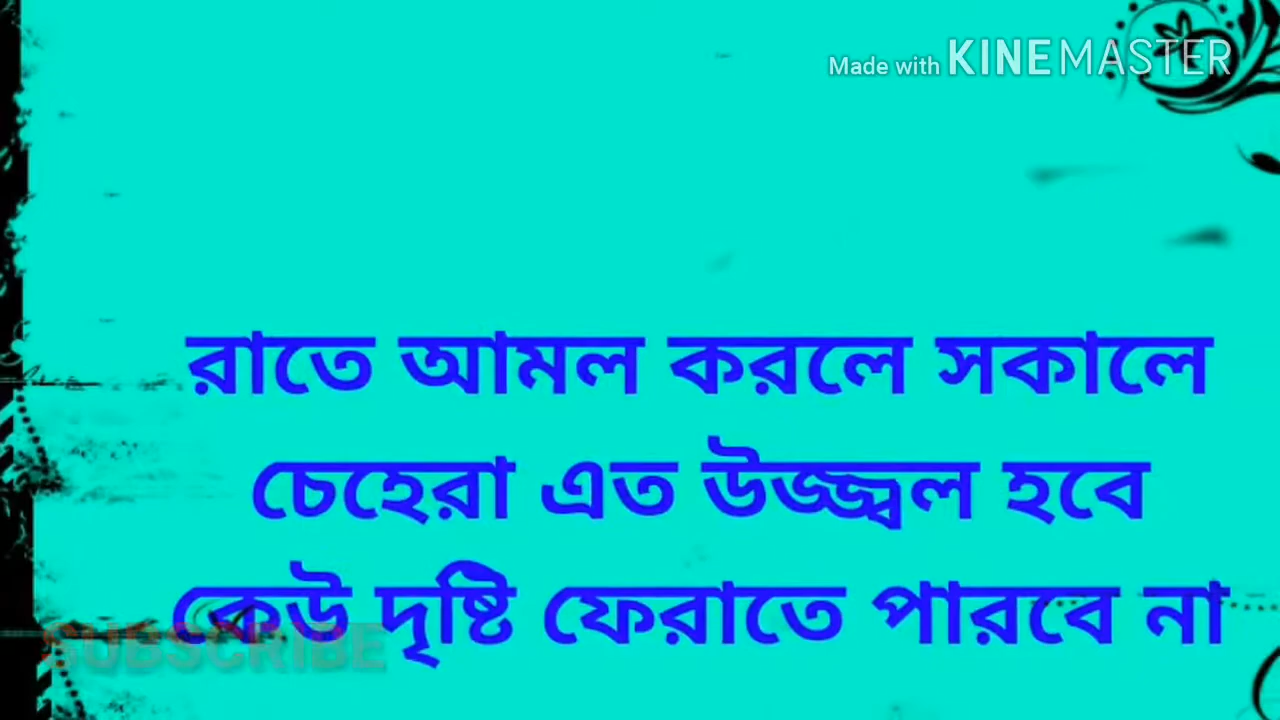 Made with KINEMASTER
রাতে আমল করলে সকালে
চেহেরা এত উজ্জ্বল হবে
কেউ দৃষ্টি ফেরাতে পারবে না
SUBSCRIBE